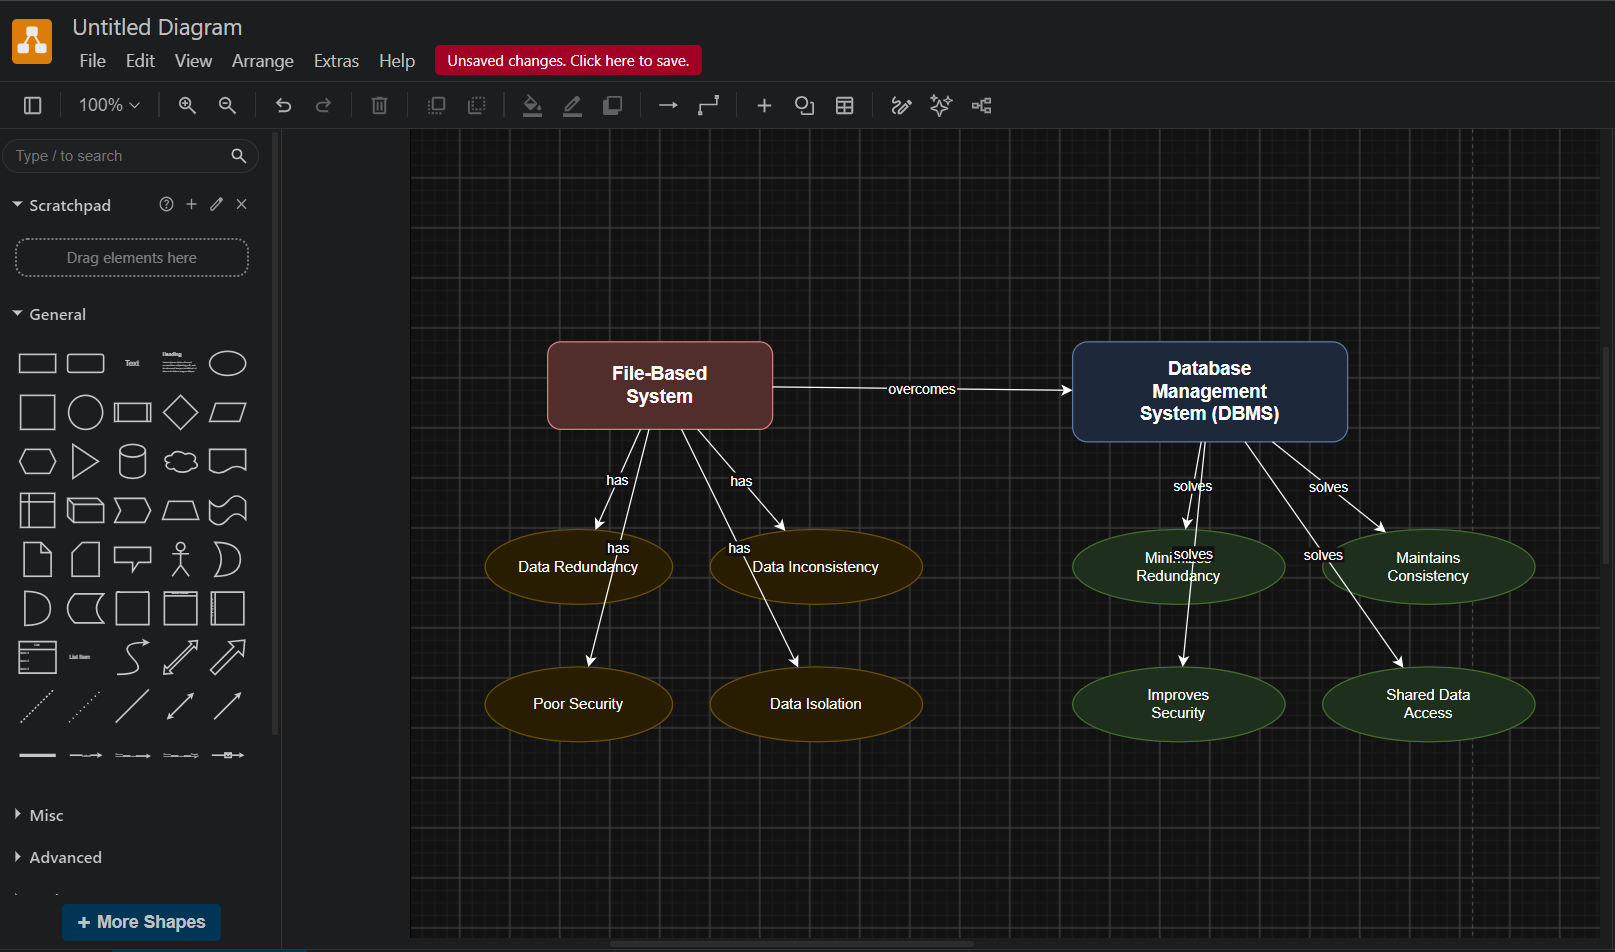 Untitled Diagram
File Edit View Arrange Extras Help
Unsaved changes. Click here to save.
100%
Type / to search
Scratchpad
Drag elements here
General
Text
Heading
List Item
Misc
Advanced
+ More Shapes
File-Based
System
overcomes
Database
Management
System (DBMS)
has
has
solves
solves
has
has
solves
solves
Data Redundancy
Data Inconsistency
Redundancy
Maintains
Consistency
Poor Security
Data Isolation
Improves
Security
Shared Data
Access